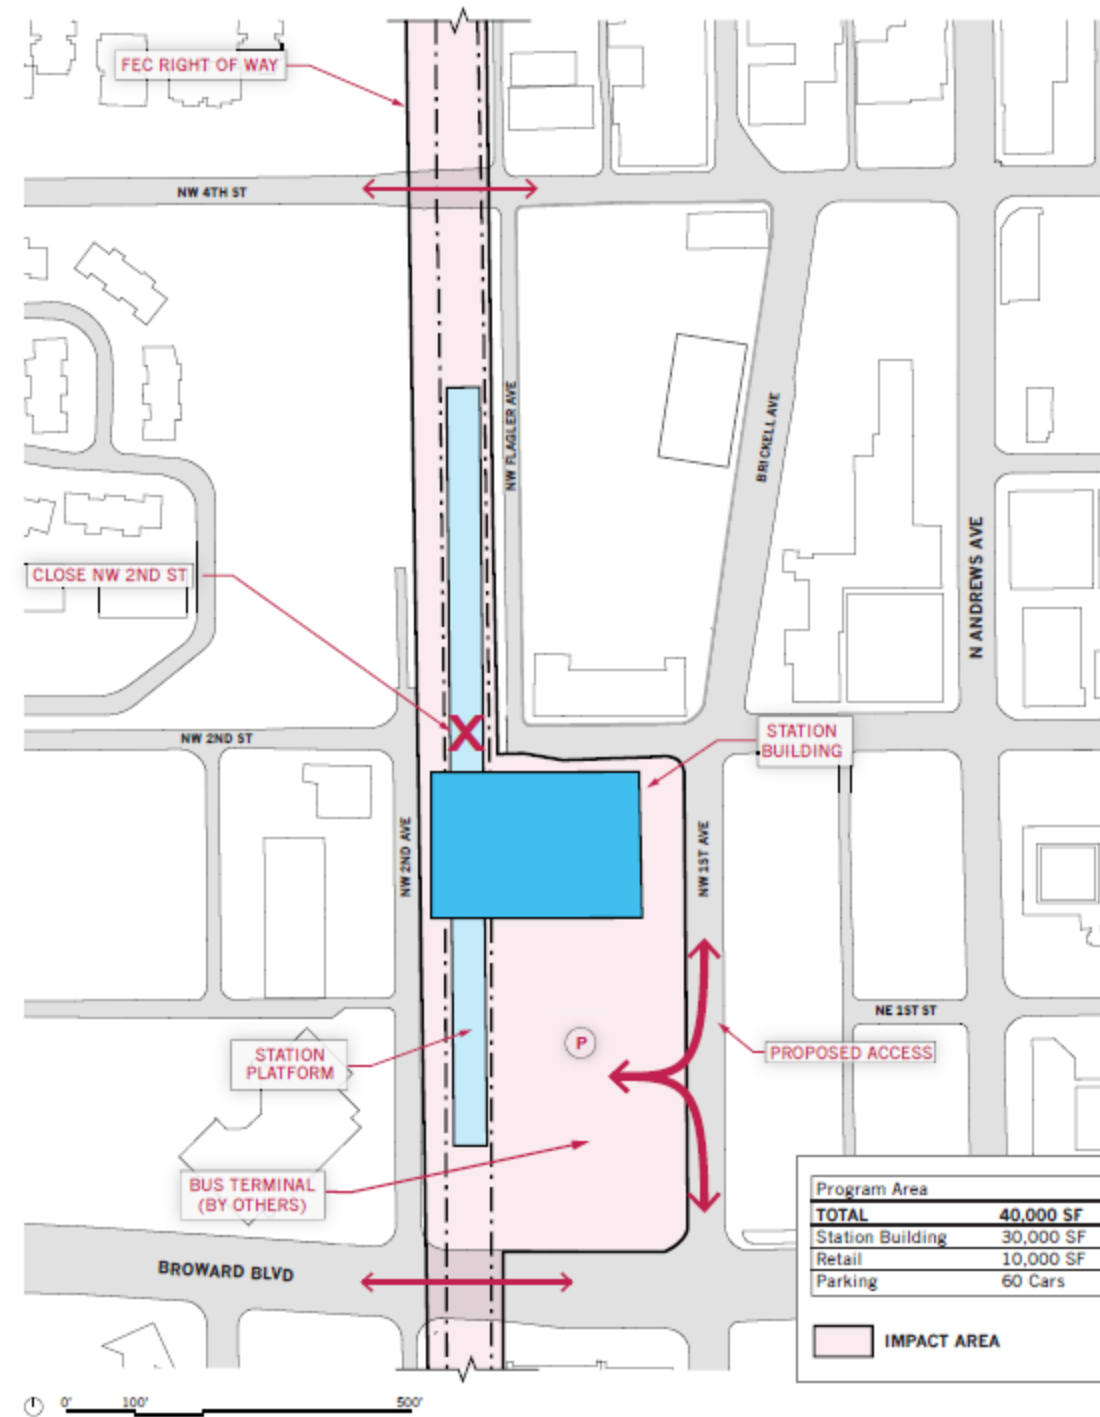 FEC RIGHT OF WAY
NW 4TH ST
NW FLAGLER AVE
BRICKELL AVE
N ANDREWS AVE
CLOSE NW 2ND ST
X
NW 2ND ST
STATION
BUILDING
NW 2ND AVE
NW 1ST AVE
NE 1ST ST
P
STATION
PLATFORM
PROPOSED ACCESS
BUS TERMINAL
(BY OTHERS)
BROWARD BLVD
Program Area
TOTAL 40,000 SF
Station Building 30,000 SF
Retail 10,000 SF
Parking 60 Cars
IMPACT AREA
0' 100' 500'